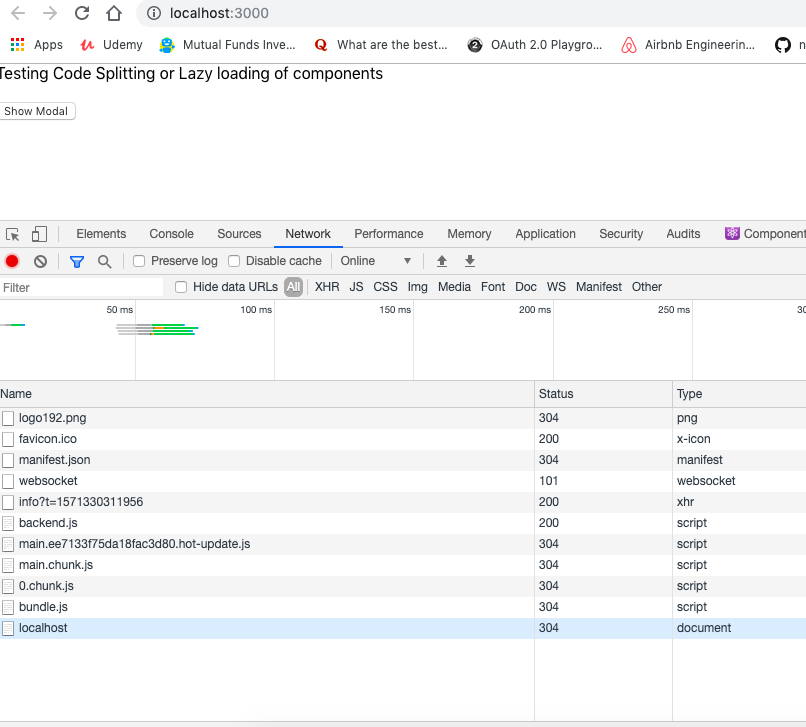 localhost:3000
Apps Udemy Mutual Funds Inve... Q What are the best... 2 OAuth 2.0 Playgro... Airbnb Engineerin... n
Testing Code Splitting or Lazy loading of components
Show Modal
Elements Console Sources Network Performance Memory Application Security Audits Component
Preserve log Disable cache Online
Filter Hide data URLs All XHR JS CSS Img Media Font Doc WS Manifest Other
50 ms 100 ms 150 ms 200 ms 250 ms 30
Name Status Type
logo192.png 304 png
favicon.ico 200 x-icon
manifest.json 304 manifest
websocket 101 websocket
info?t=1571330311956 200 xhr
backend.js 200 script
main.ee7133f75da18fac3d80.hot-update.js 304 script
main.chunk.js 304 script
0.chunk.js 304 script
bundle.js 304 script
localhost 304 document